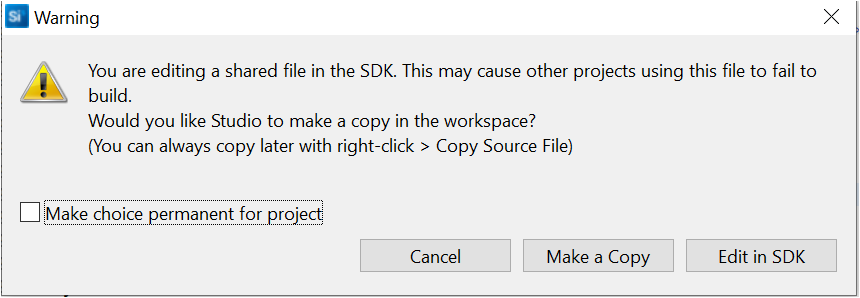 Si Warning
You are editing a shared file in the SDK. This may cause other projects using this file to fail to
build.
Would you like Studio to make a copy in the workspace?
(You can always copy later with right-click > Copy Source File)
Make choice permanent for project
Cancel Make a Copy Edit in SDK